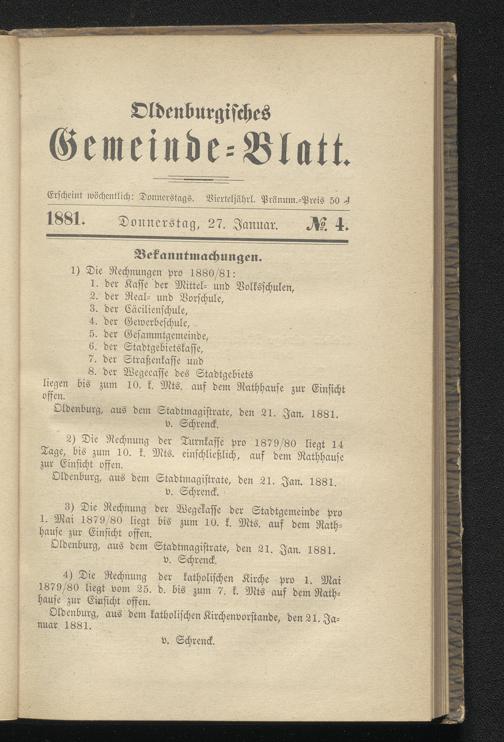 Oldenburgisches
Gemeinde-Blatt.
Erscheint wöchentlich: Donnerstags. Vierteljährl. Pränum.-Preis 50 ₰
1881. Donnerstag, 27. Januar. № 4.
Bekanntmachungen.
1) Die Rechnungen pro 1880/81:
1. der Kasse der Mittel- und Volksschulen,
2. der Real- und Vorschule,
3. der Cäcilienschule,
4. der Gewerbeschule,
5. der Gesammtgemeinde,
6. der Stadtgebietskasse,
7. der Straßenkasse und
8. der Wegecasse des Stadtgebiets
liegen bis zum 10. k. Mts. auf dem Rathhause zur Einsicht
offen.
Oldenburg, aus dem Stadtmagistrate, den 21. Jan. 1881.
v. Schrenck.
2) Die Rechnung der Turnkasse pro 1879/80 liegt 14
Tage, bis zum 10. k. Mts. einschließlich, auf dem Rathhause
zur Einsicht offen.
Oldenburg, aus dem Stadtmagistrate, den 21. Jan. 1881.
v. Schrenck.
3) Die Rechnung der Wegekasse der Stadtgemeinde pro
1. Mai 1879/80 liegt bis zum 10. k. Mts. auf dem Rath-
hause zur Einsicht offen.
Oldenburg, aus dem Stadtmagistrate, den 21. Jan. 1881.
v. Schrenck.
4) Die Rechnung der katholischen Kirche pro 1. Mai
1879/80 liegt vom 25. d. bis zum 7. k. Mts auf dem Rath-
hause zur Einsicht offen.
Oldenburg, aus dem katholischen Kirchenvorstande, den 21. Ja-
nuar 1881.
v. Schrenck.